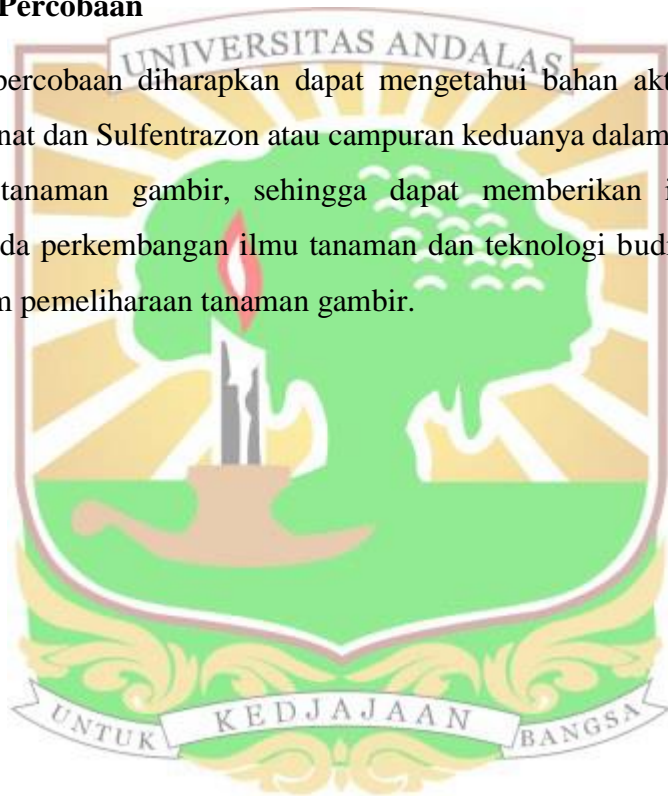 Percobaan
UNIVERSITAS ANDALAS
percobaan diharapkan dapat mengetahui bahan akt
nat dan Sulfentrazon atau campuran keduanya dalam
tanaman gambir, sehingga dapat memberikan i
da perkembangan ilmu tanaman dan teknologi budi
m pemeliharaan tanaman gambir.
UNTUK KEDJAJAAN BANGSA